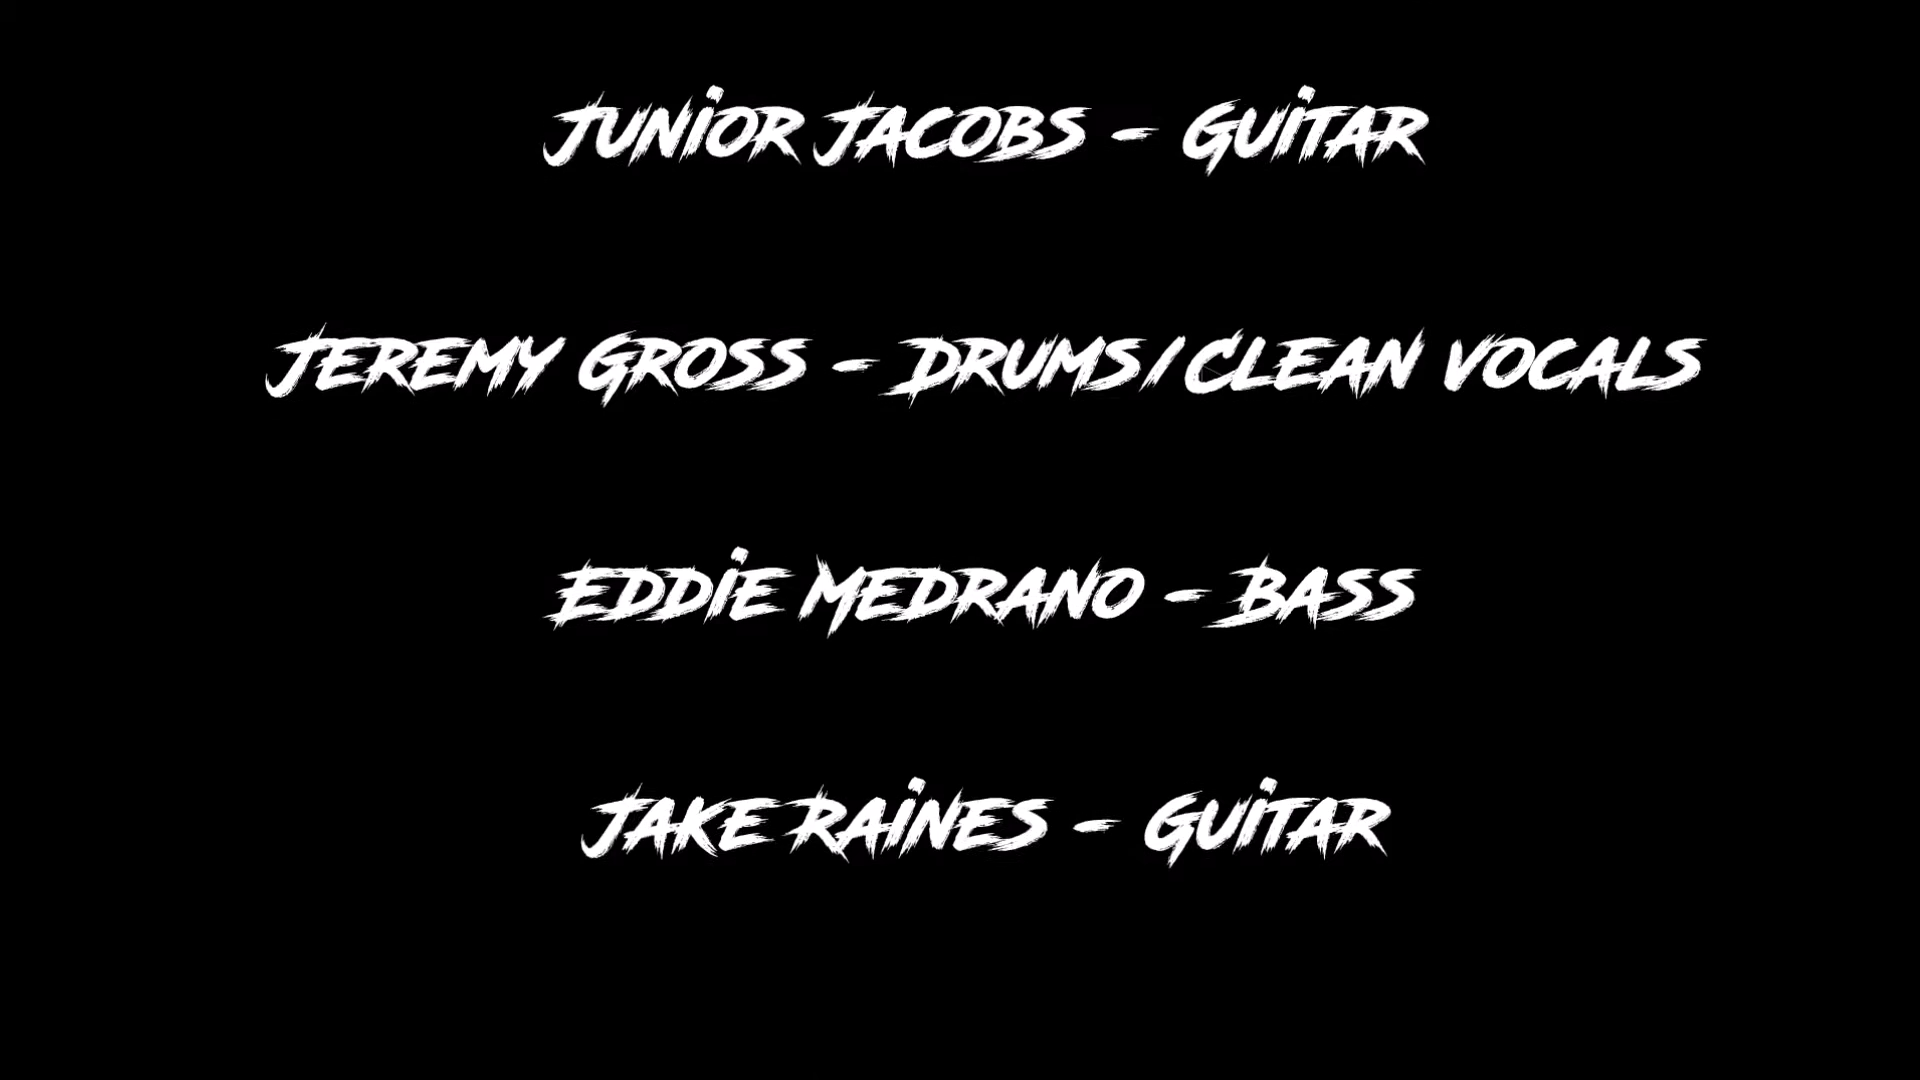 Junior Jacobs - Guitar
Jeremy Gross - Drums/Clean vocals
Eddie Medrano - Bass
Jake Raines - Guitar